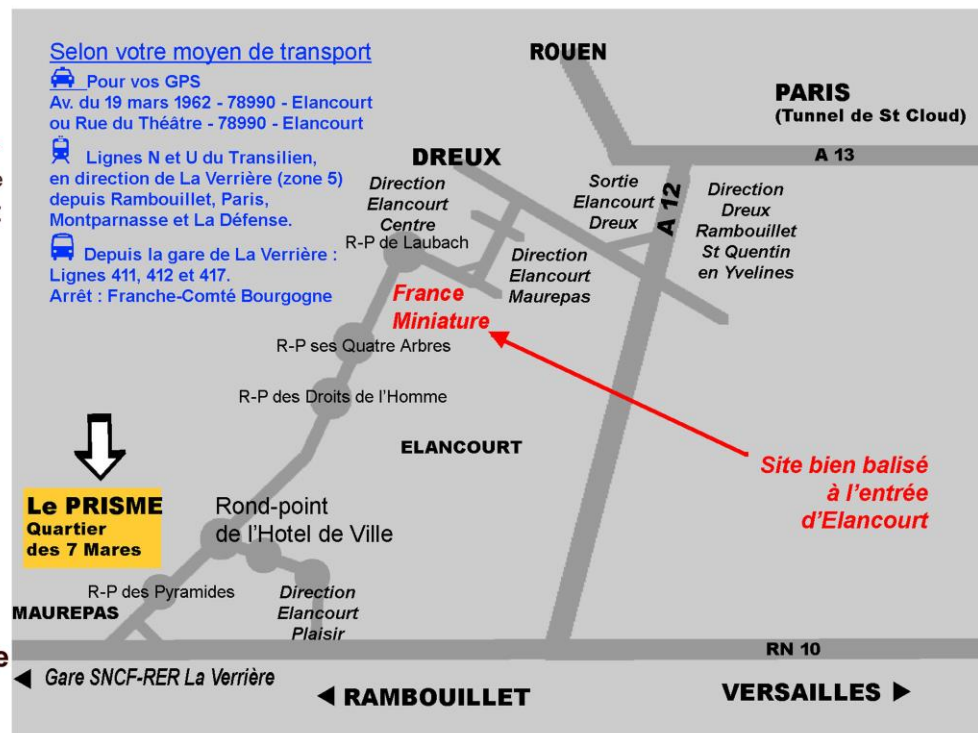 Selon votre moyen de transport
Pour vos GPS
Av. du 19 mars 1962 - 78990 - Elancourt
ou Rue du Théâtre - 78990 - Elancourt
Lignes N et U du Transilien,
en direction de La Verrière (zone 5)
depuis Rambouillet, Paris,
Montparnasse et La Défense.
Depuis la gare de La Verrière :
Lignes 411, 412 et 417.
Arrêt : Franche-Comté Bourgogne
ROUEN
PARIS
(Tunnel de St Cloud)
A 13
DREUX
A 12
Direction
Elancourt
Centre
Sortie
Elancourt
Dreux
Direction
Dreux
Rambouillet
St Quentin
en Yvelines
R-P de Laubach
Direction
Elancourt
Maurepas
France
Miniature
R-P ses Quatre Arbres
R-P des Droits de l'Homme
ELANCOURT
Site bien balisé
à l'entrée
d'Elancourt
Le PRISME
Quartier
des 7 Mares
Rond-point
de l'Hotel de Ville
R-P des Pyramides
Direction
Elancourt
Plaisir
MAUREPAS
RN 10
Gare SNCF-RER La Verrière
RAMBOUILLET
VERSAILLES